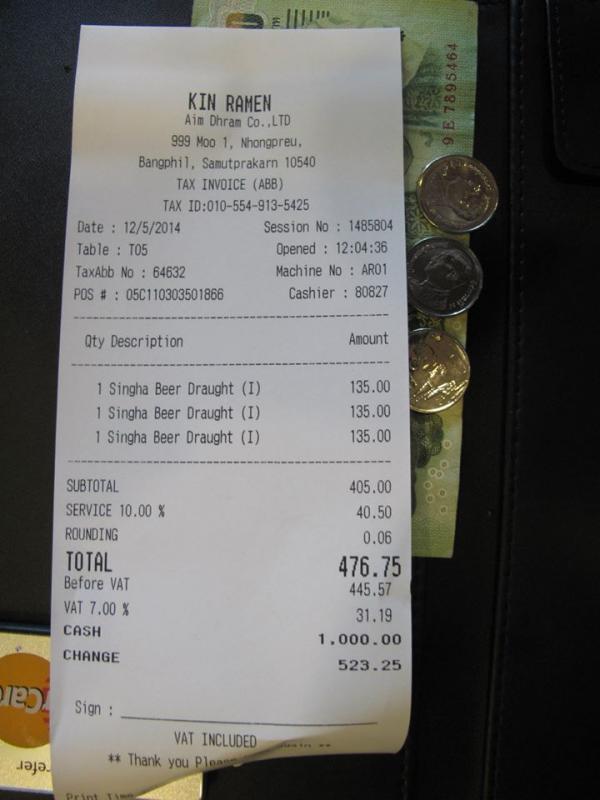 9E7895464
KIN RAMEN
Aim Dhram Co.,LTD
999 Moo 1, Nhongpreu,
Bangphil, Samutprakarn 10540
TAX INVOICE (ABB)
TAX ID:010-554-913-5425
Date : 12/5/2014 Session No : 1485804
Table : T05 Opened : 12:04:36
TaxAbb No : 64632 Machine No : AR01
POS # : 05C110303501866 Cashier : 80827
Qty Description Amount
1 Singha Beer Draught (I) 135.00
1 Singha Beer Draught (I) 135.00
1 Singha Beer Draught (I) 135.00
SUBTOTAL 405.00
SERVICE 10.00 % 40.50
ROUNDING 0.06
TOTAL 476.75
Before VAT 445.57
VAT 7.00 % 31.19
CASH 1,000.00
CHANGE 523.25
Sign :
VAT INCLUDED
** Thank you **
Print